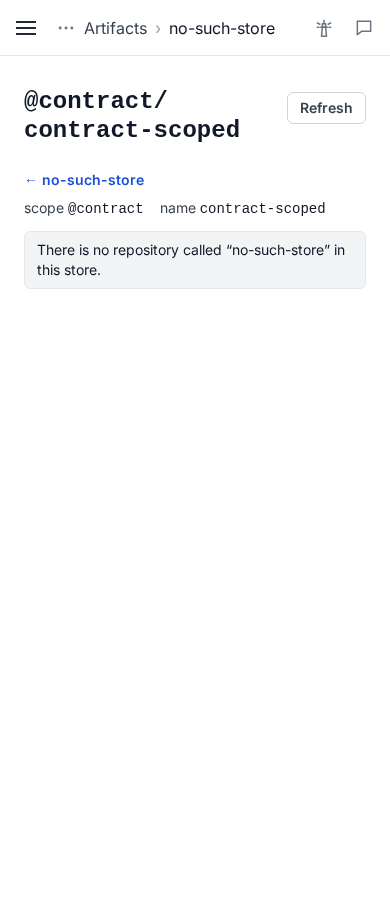 Artifacts › no-such-store
@contract/
contract-scoped
Refresh
← no-such-store
scope @contract name contract-scoped
There is no repository called “no-such-store” in
this store.